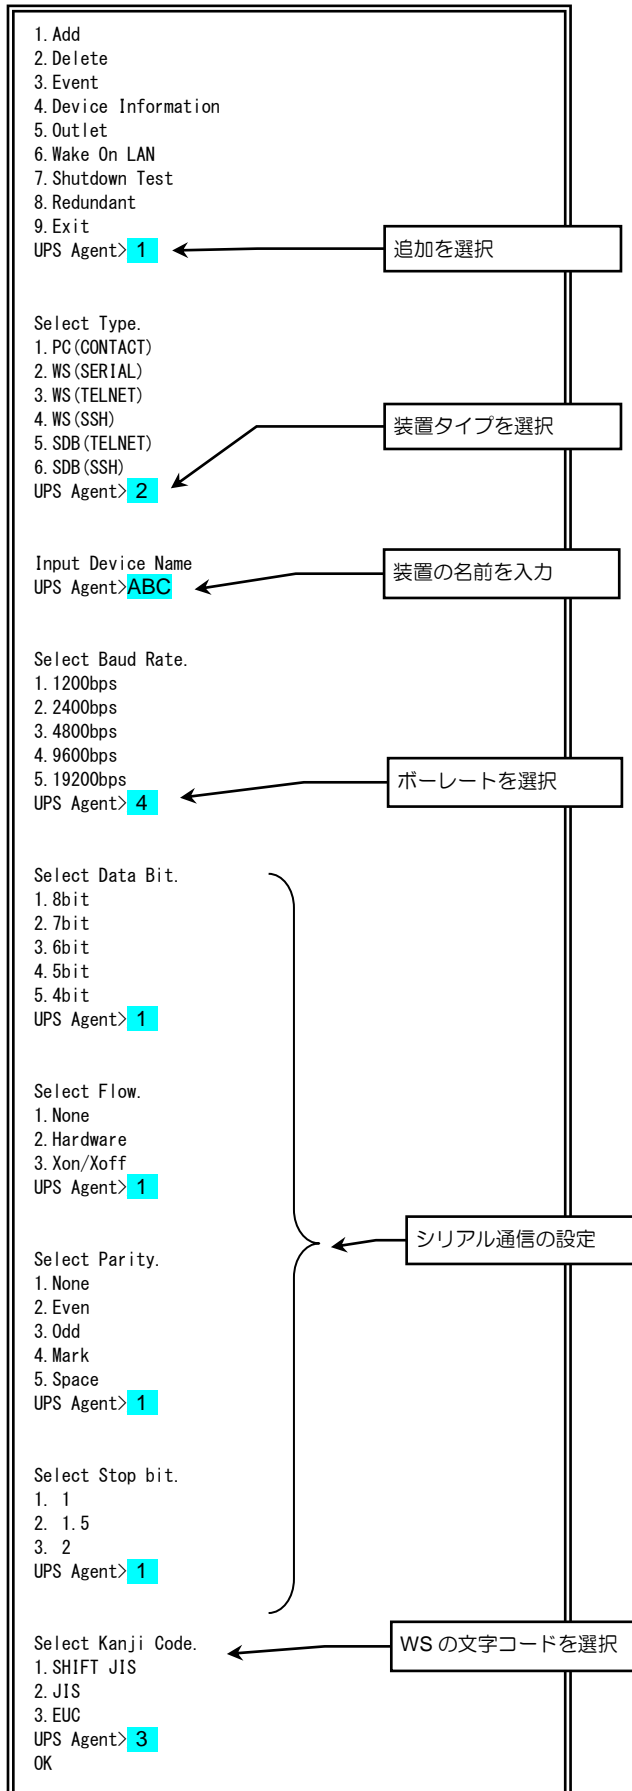 1.Add
2.Delete
3.Event
4.Device Information
5.Outlet
6.Wake On LAN
7.Shutdown Test
8.Redundant
9.Exit
UPS Agent> 1
追加を選択
Select Type.
1.PC(CONTACT)
2.WS(SERIAL)
3.WS(TELNET)
4.WS(SSH)
5.SDB(TELNET)
6.SDB(SSH)
UPS Agent> 2
装置タイプを選択
Input Device Name
UPS Agent>ABC
装置の名前を入力
Select Baud Rate.
1.1200bps
2.2400bps
3.4800bps
4.9600bps
5.19200bps
UPS Agent> 4
ボーレートを選択
Select Data Bit.
1.8bit
2.7bit
3.6bit
4.5bit
5.4bit
UPS Agent> 1
Select Flow.
1.None
2.Hardware
3.Xon/Xoff
UPS Agent> 1
シリアル通信の設定
Select Parity.
1.None
2.Even
3.Odd
4.Mark
5.Space
UPS Agent> 1
Select Stop bit.
1. 1
2. 1.5
3. 2
UPS Agent> 1
Select Kanji Code.
WS の文字コードを選択
1.SHIFT JIS
2.JIS
3.EUC
UPS Agent> 3
OK